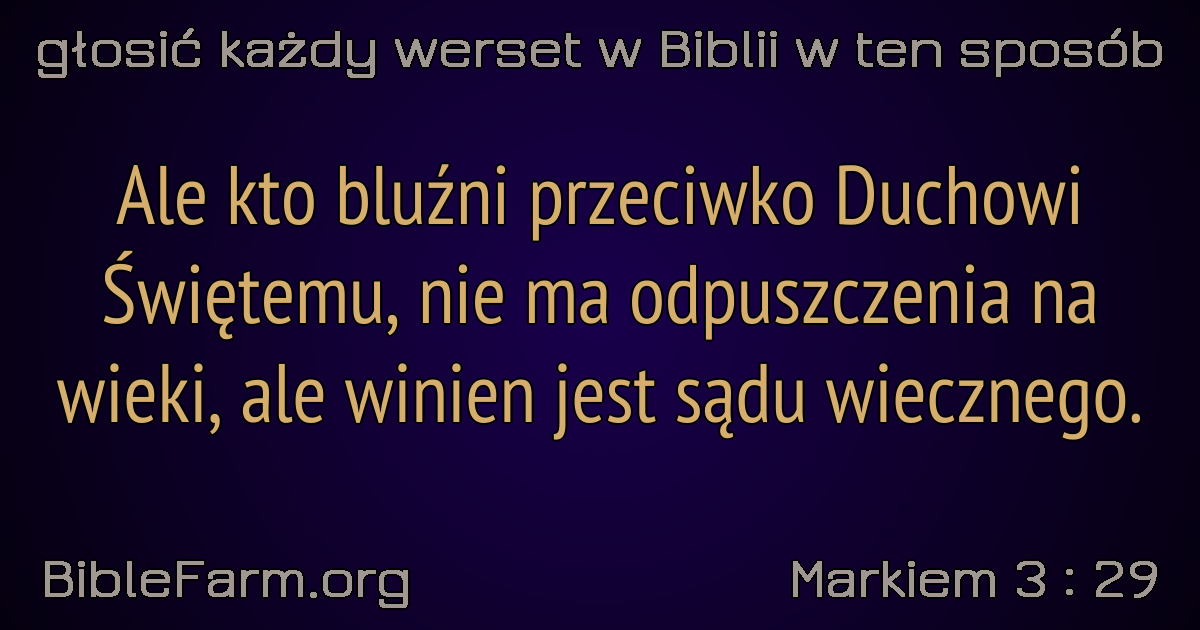 głosić każdy werset w Biblii w ten sposób
Ale kto bluźni przeciwko Duchowi
Świętemu, nie ma odpuszczenia na
wieki, ale winien jest sądu wiecznego.
BibleFarm.org
Markiem 3 : 29